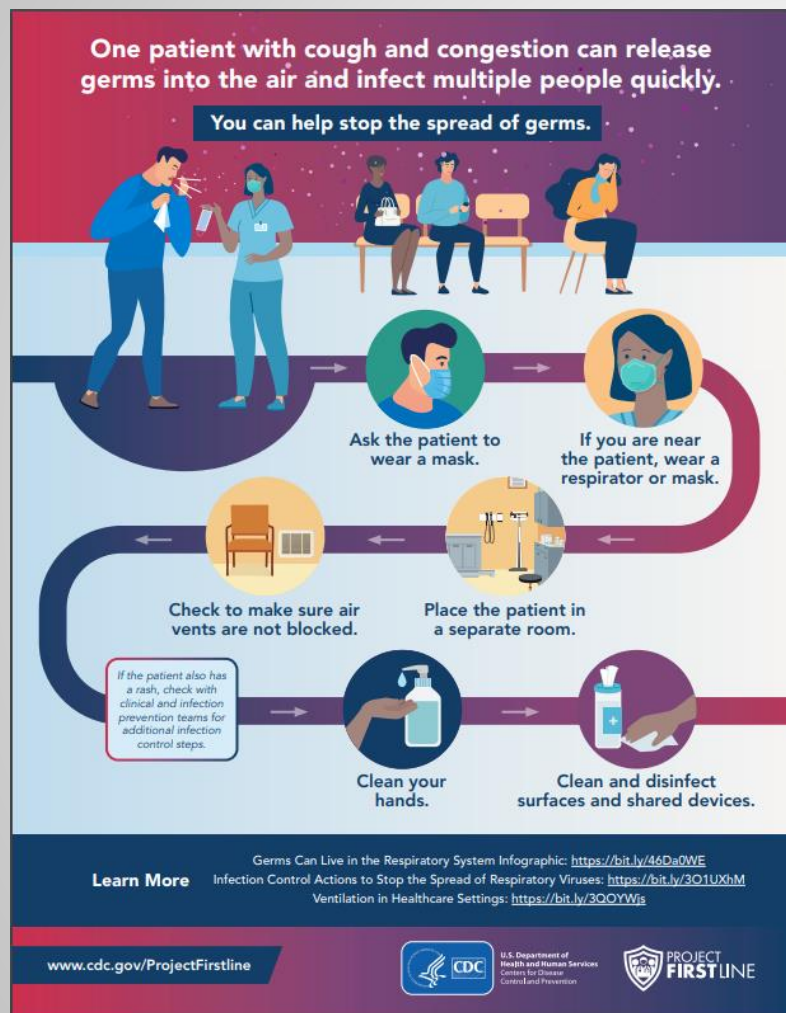 One patient with cough and congestion can release
germs into the air and infect multiple people quickly.
You can help stop the spread of germs.
Ask the patient to
wear a mask.
If you are near
the patient, wear a
respirator or mask.
Place the patient in
a separate room.
Check to make sure air
vents are not blocked.
If the patient also has
a rash, check with
clinical and infection
prevention teams for
additional infection
control steps.
Clean your
hands.
Clean and disinfect
surfaces and shared devices.
Learn More
Germs Can Live in the Respiratory System Infographic: https://bit.ly/46Da0WE
Infection Control Actions to Stop the Spread of Respiratory Viruses: https://bit.ly/3O1UXhM
Ventilation in Healthcare Settings: https://bit.ly/3QOYWjs
www.cdc.gov/ProjectFirstline
CDC
U.S. Department of
Health and Human Services
Centers for Disease
Control and Prevention
PROJECT
FIRSTLINE